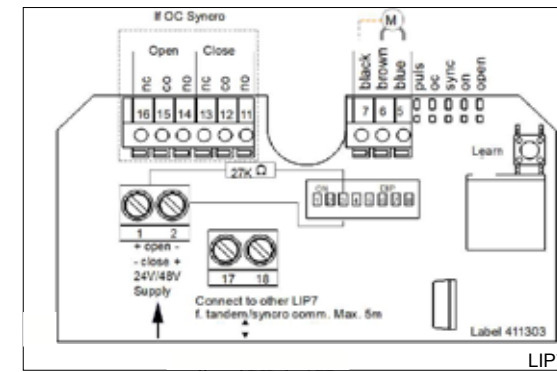 If OC Syncro
Open Close
nc co no nc co no
16 15 14 13 12 11
M
black brown blue
7 6 5
puls oc sync on open
Learn
27K Ω
ON DIP
1 2
+ open -
- close +
24V/48V
Supply
17 18
Connect to other LIP7
f. tandem/syncro comm. Max. 5m
Label 411303
LIP